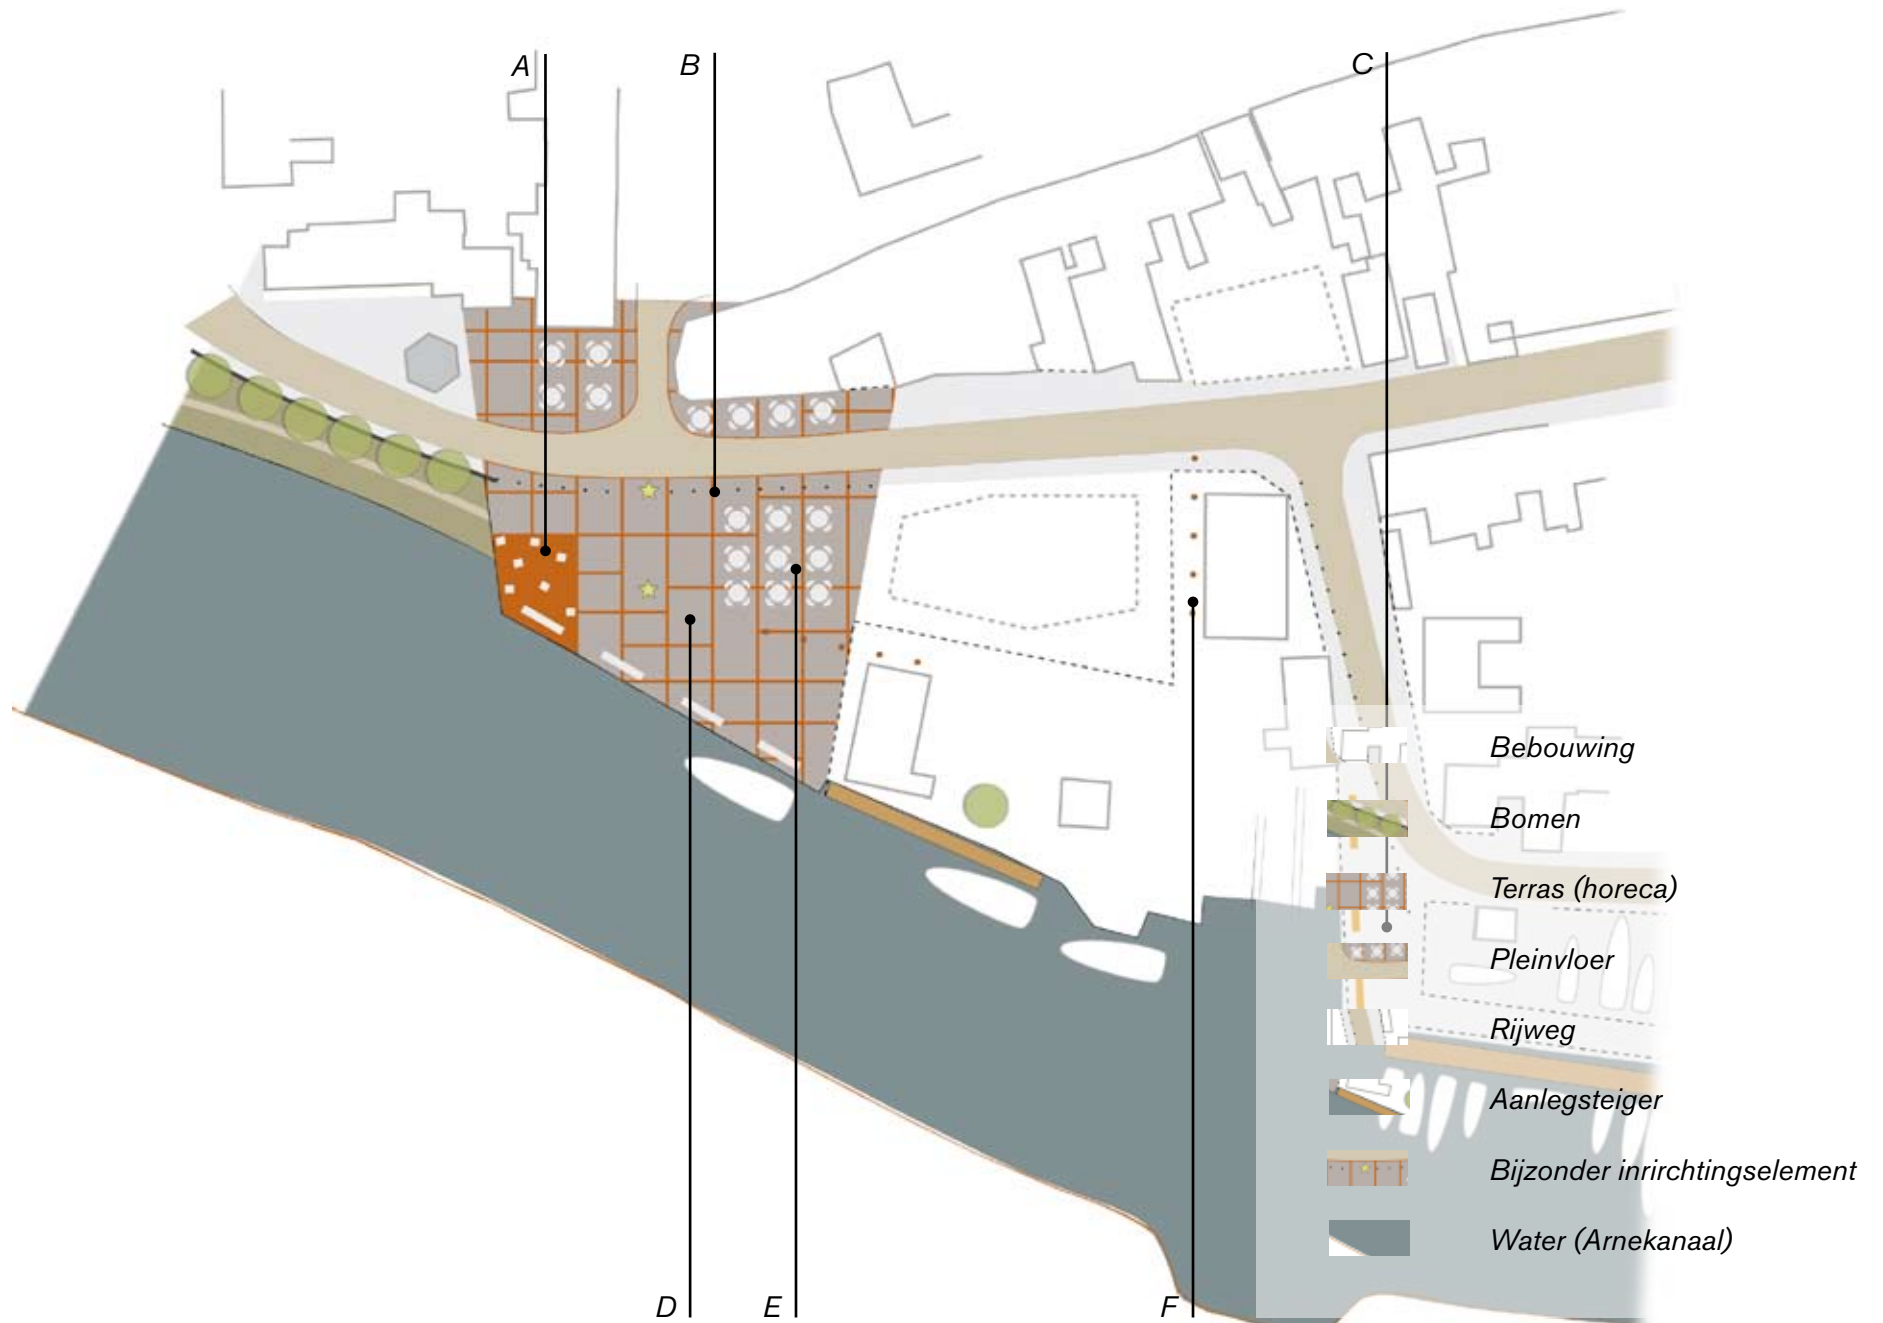 A
B
C
Bebouwing
Bomen
Terras (horeca)
Pleinvloer
Rijweg
Aanlegsteiger
Bijzonder inrirchtingselement
Water (Arnekanaal)
D
E
F